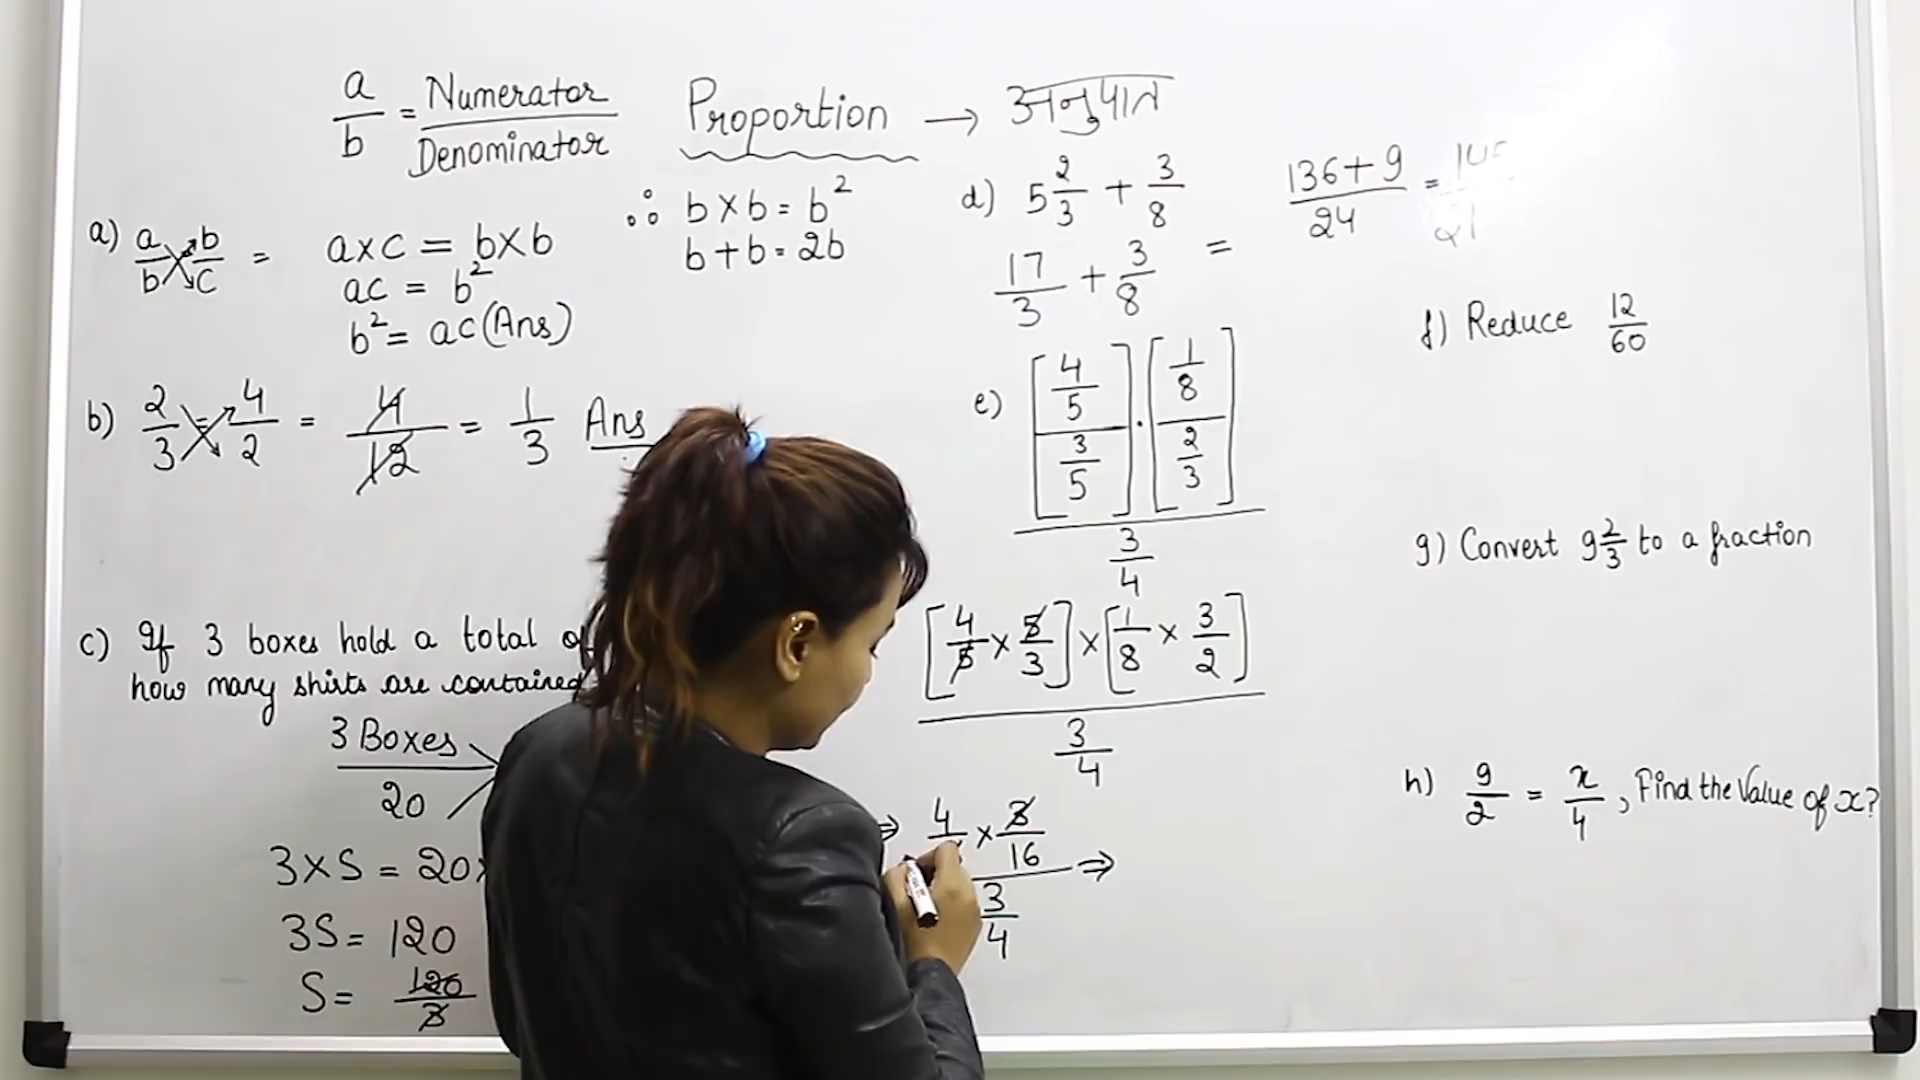 a/b = Numerator/Denominator
Proportion → अनुपात
a) a/b b/c = a×c = b×b
ac = b²
b² = ac (Ans)
∴ b×b = b²
b+b = 2b
b) 2/3 = 4/2 = 4/12 = 1/3 Ans
c) If 3 boxes hold a total of
how many shirts are contained
3 Boxes
20
3×S = 20×
3S = 120
S = 120/3
d) 5 2/3 + 3/8
17/3 + 3/8 = (136+9)/24 =
e) [4/5 / 3/5] · [1/8 / 2/3]
3/4
[4/5 × 5/3] × [1/8 × 3/2]
3/4
⇒ 4/ × 3/16 ⇒
3/4
f) Reduce 12/60
g) Convert 9 2/3 to a fraction
h) 9/2 = x/4, Find the Value of x?